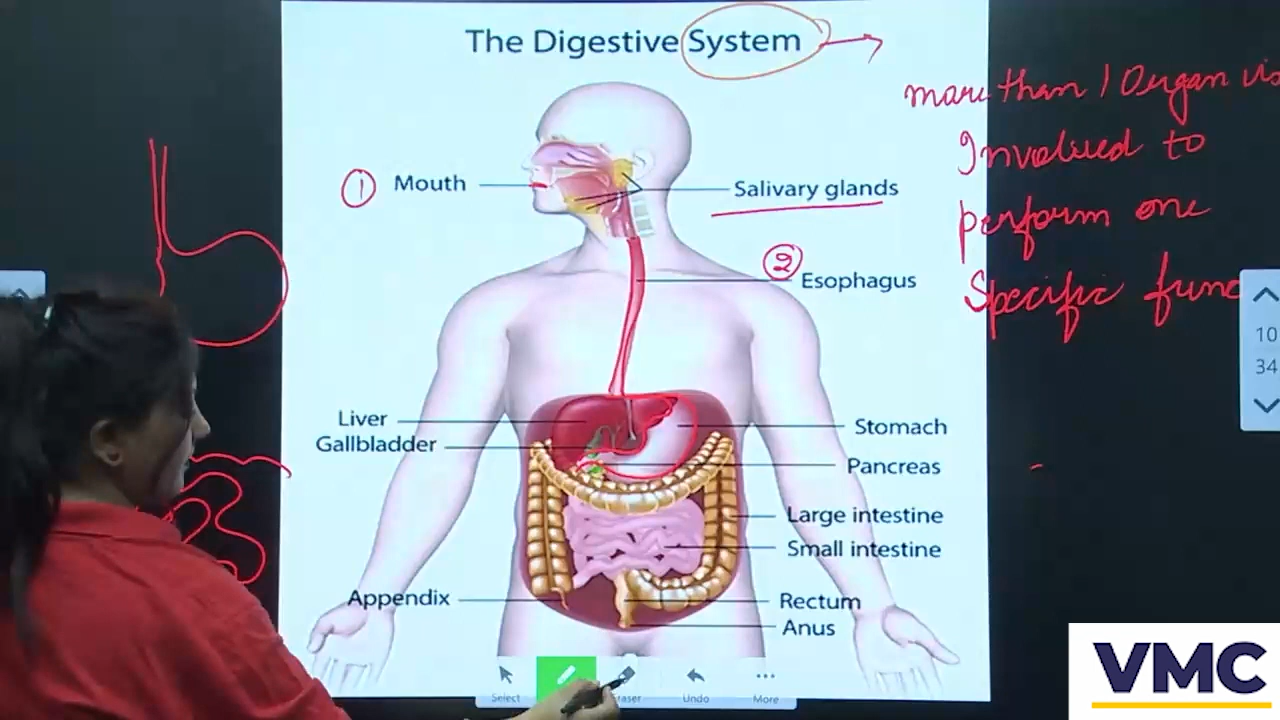 The Digestive System
more than 1 Organ is
Involved to
perform one
Specific func
1 Mouth
Salivary glands
2
Esophagus
Liver
Gallbladder
Stomach
Pancreas
Large intestine
Small intestine
Appendix
Rectum
Anus
Select
Eraser
Undo
More
10
34
VMC